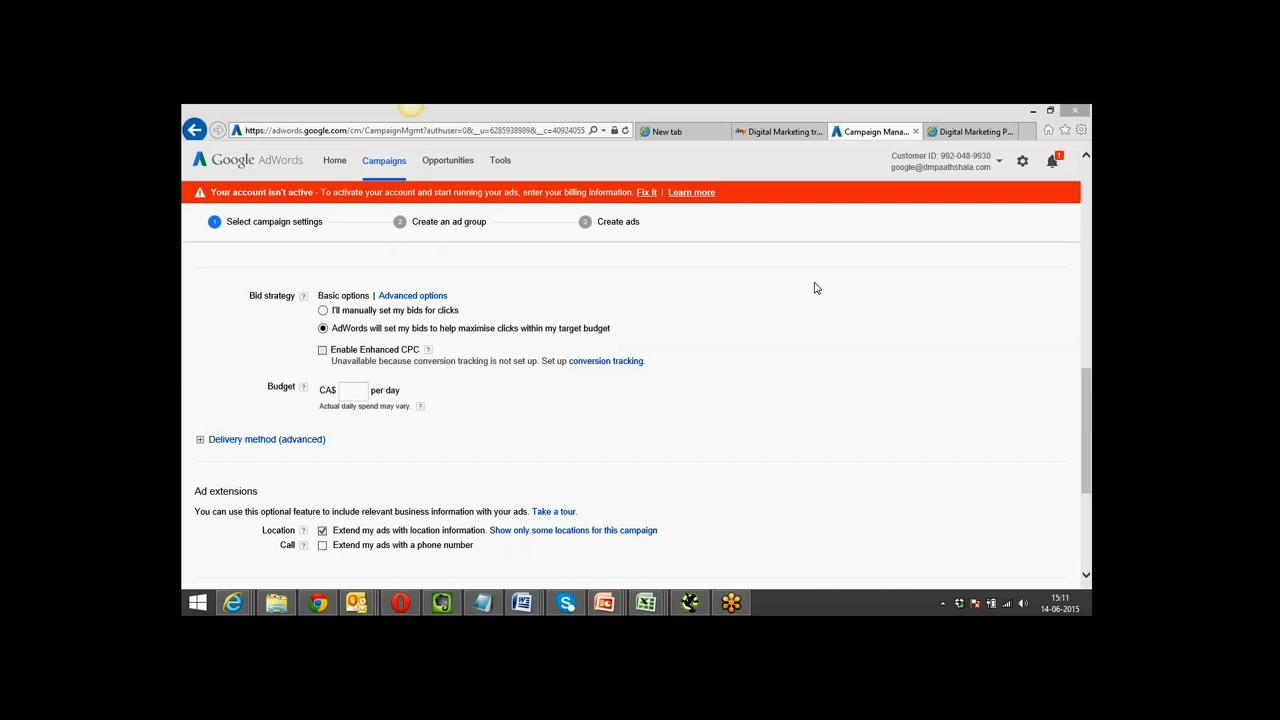 https://adwords.google.com/cm/CampaignMgmt?authuser=0&__u=6285938989&__c=40924055
New tab
Digital Marketing tr...
Campaign Mana...
Digital Marketing P...
Google AdWords
Home
Campaigns
Opportunities
Tools
Customer ID: 992-048-9930
google@dmpaathshala.com
!
Your account isn't active - To activate your account and start running your ads, enter your billing information. Fix it | Learn more
1 Select campaign settings
2 Create an ad group
3 Create ads
Bid strategy ? Basic options | Advanced options
I'll manually set my bids for clicks
AdWords will set my bids to help maximise clicks within my target budget
Enable Enhanced CPC ?
Unavailable because conversion tracking is not set up. Set up conversion tracking.
Budget ? CA$ per day
Actual daily spend may vary. ?
Delivery method (advanced)
Ad extensions
You can use this optional feature to include relevant business information with your ads. Take a tour.
Location ? Extend my ads with location information. Show only some locations for this campaign
Call ? Extend my ads with a phone number
15:11
14-06-2015